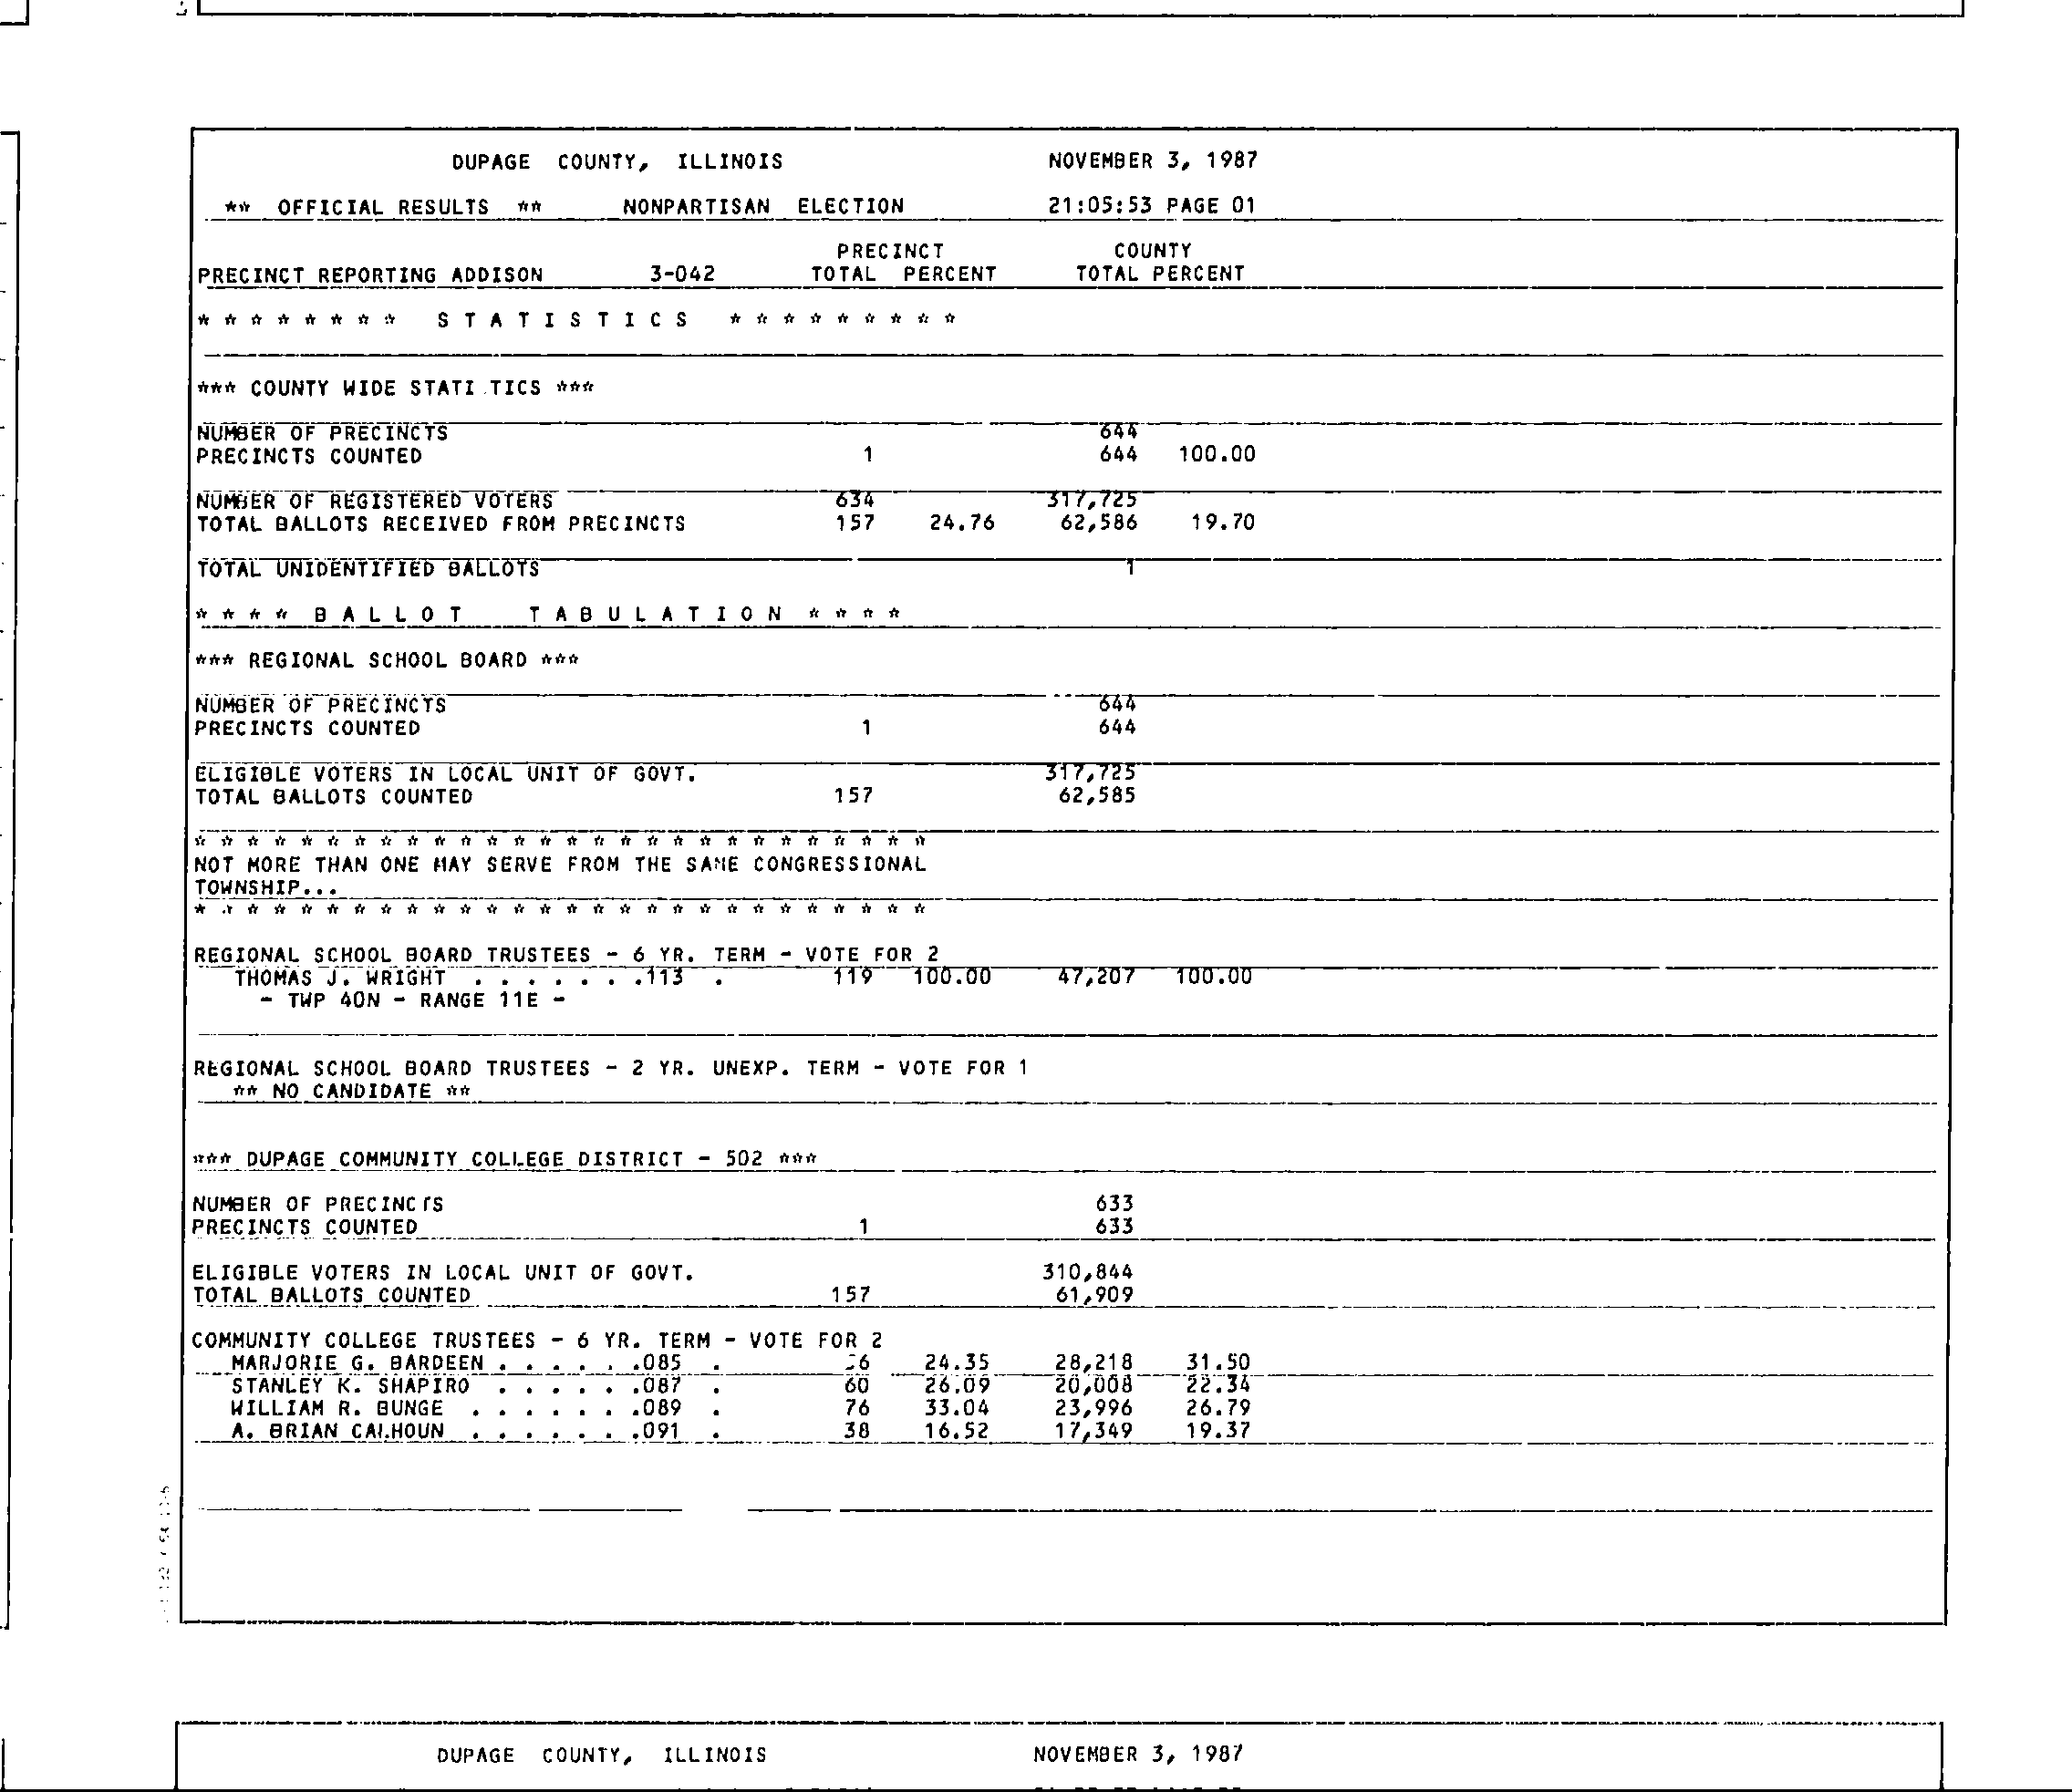 DUPAGE COUNTY, ILLINOIS NOVEMBER 3, 1987
** OFFICIAL RESULTS ** NONPARTISAN ELECTION 21:05:53 PAGE 01
PRECINCT COUNTY
PRECINCT REPORTING ADDISON 3-042 TOTAL PERCENT TOTAL PERCENT
* * * * * * * * S T A T I S T I C S * * * * * * * * *
*** COUNTY WIDE STATI TICS ***
NUMBER OF PRECINCTS 644
PRECINCTS COUNTED 1 644 100.00
NUMBER OF REGISTERED VOTERS 634 317,725
TOTAL BALLOTS RECEIVED FROM PRECINCTS 157 24.76 62,586 19.70
TOTAL UNIDENTIFIED BALLOTS 1
* * * * B A L L O T T A B U L A T I O N * * * *
*** REGIONAL SCHOOL BOARD ***
NUMBER OF PRECINCTS 644
PRECINCTS COUNTED 1 644
ELIGIBLE VOTERS IN LOCAL UNIT OF GOVT. 317,725
TOTAL BALLOTS COUNTED 157 62,585
* * * * * * * * * * * * * * * * * * * * * * * * * * * *
NOT MORE THAN ONE MAY SERVE FROM THE SAME CONGRESSIONAL
TOWNSHIP...
* * * * * * * * * * * * * * * * * * * * * * * * * * * *
REGIONAL SCHOOL BOARD TRUSTEES - 6 YR. TERM - VOTE FOR 2
THOMAS J. WRIGHT . . . . . . .113 . 119 100.00 47,207 100.00
- TWP 40N - RANGE 11E -
REGIONAL SCHOOL BOARD TRUSTEES - 2 YR. UNEXP. TERM - VOTE FOR 1
** NO CANDIDATE **
*** DUPAGE COMMUNITY COLLEGE DISTRICT - 502 ***
NUMBER OF PRECINCTS 633
PRECINCTS COUNTED 1 633
ELIGIBLE VOTERS IN LOCAL UNIT OF GOVT. 310,844
TOTAL BALLOTS COUNTED 157 61,909
COMMUNITY COLLEGE TRUSTEES - 6 YR. TERM - VOTE FOR 2
MARJORIE G. BARDEEN . . . . . .085 . 24.35 28,218 31.50
STANLEY K. SHAPIRO . . . . . .087 . 60 26.09 20,008 22.34
WILLIAM R. BUNGE . . . . . . .089 . 76 33.04 23,996 26.79
A. BRIAN CALHOUN . . . . . . .091 . 38 16.52 17,349 19.37
DUPAGE COUNTY, ILLINOIS NOVEMBER 3, 1987